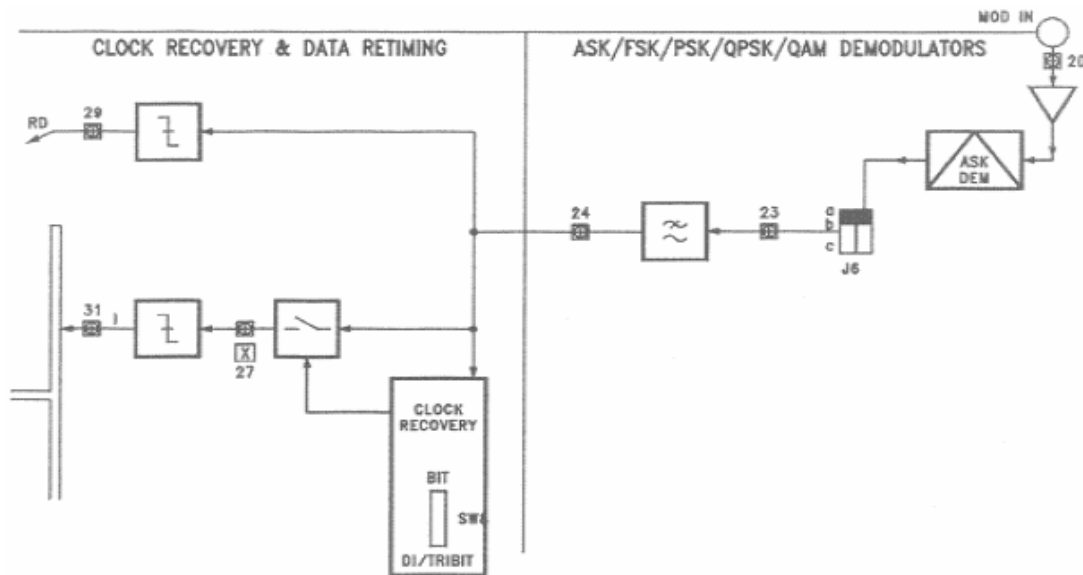 MOD IN
CLOCK RECOVERY & DATA RETIMING
ASK/FSK/PSK/QPSK/QAM DEMODULATORS
20
29
RD
ASK
DEM
24
23
a
b
c
J6
31
I
X
27
CLOCK
RECOVERY
BIT
DI/TRIBIT